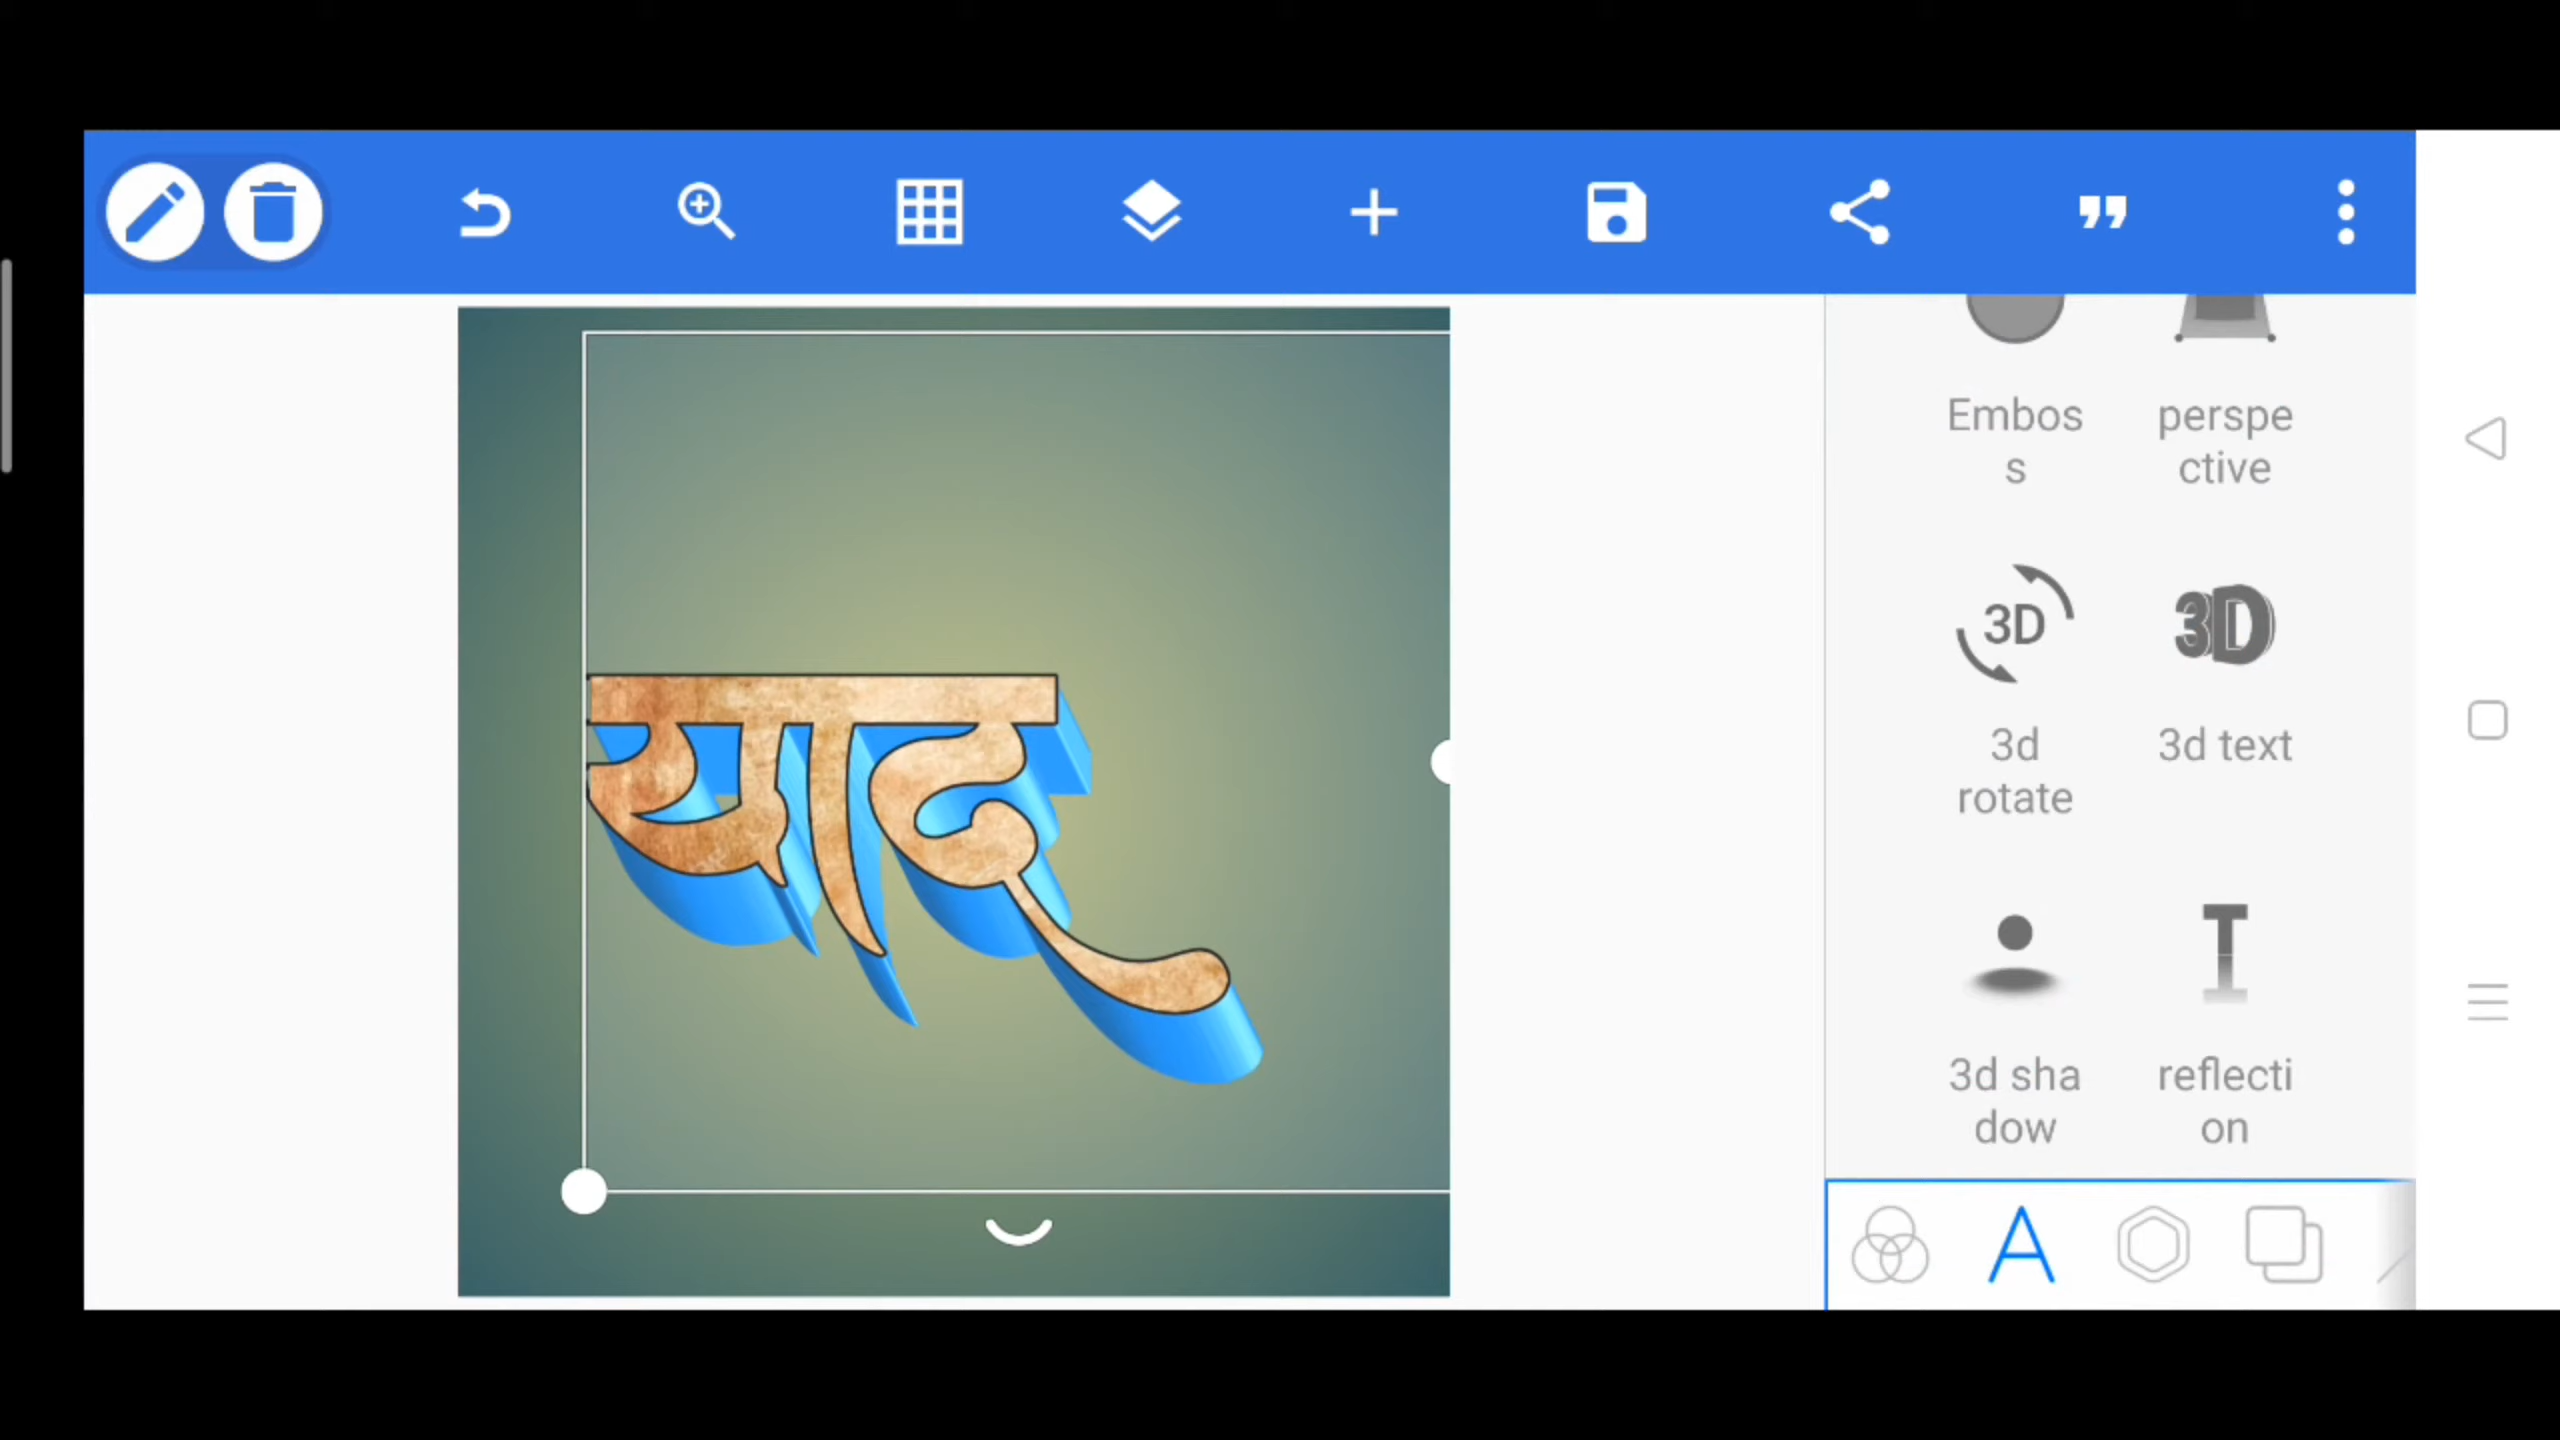 याद
Embos
s
perspe
ctive
3D
3d
rotate
3D
3d text
3d sha
dow
T
reflecti
on
A